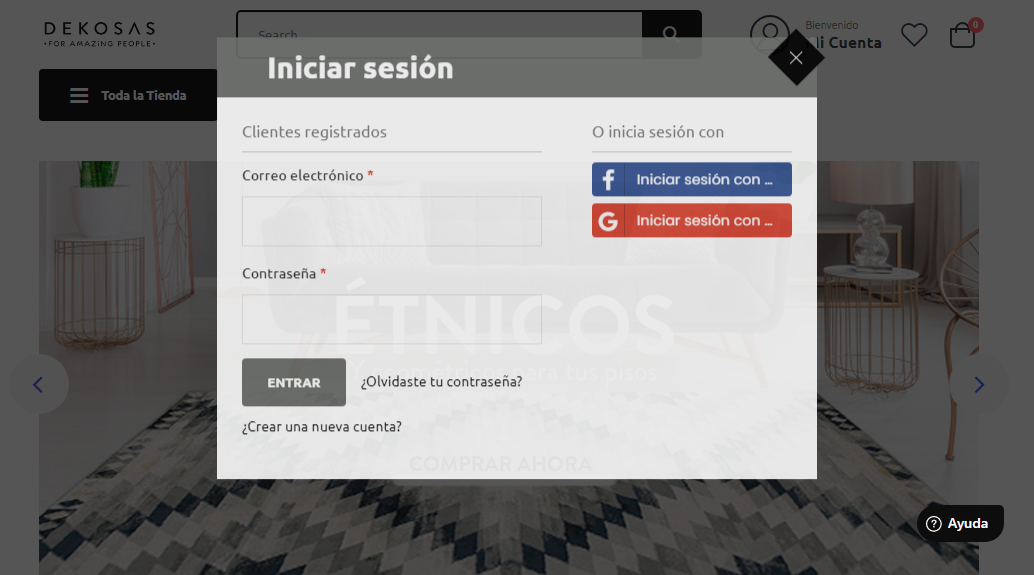 DEKOSAS
•FOR AMAZING PEOPLE•
Search
Bienvenido
Mi Cuenta
0
Toda la Tienda
Iniciar sesión
Clientes registrados
O inicia sesión con
Correo electrónico *
Iniciar sesión con ...
Iniciar sesión con ...
Contraseña *
ÉTNICOS
para tus pisos
ENTRAR
¿Olvidaste tu contraseña?
¿Crear una nueva cuenta?
COMPRAR AHORA
Ayuda